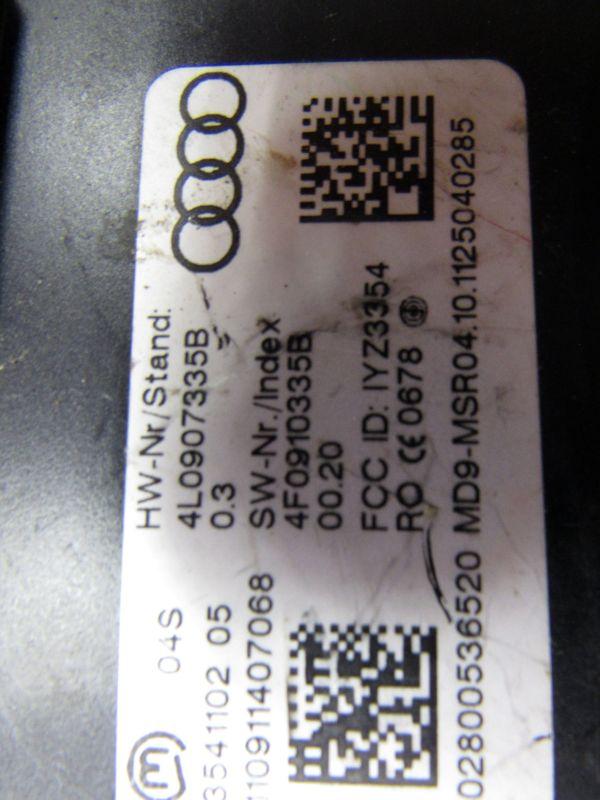 HW-Nr/Stand:
4L0907335B
0.3
SW-Nr./Index
4F0910335B
00.20
FCC ID: IYZ3354
RO CE 0678
04S
3541102 05
110911407068
02800536520 MD9-MSR04.10.1125040285